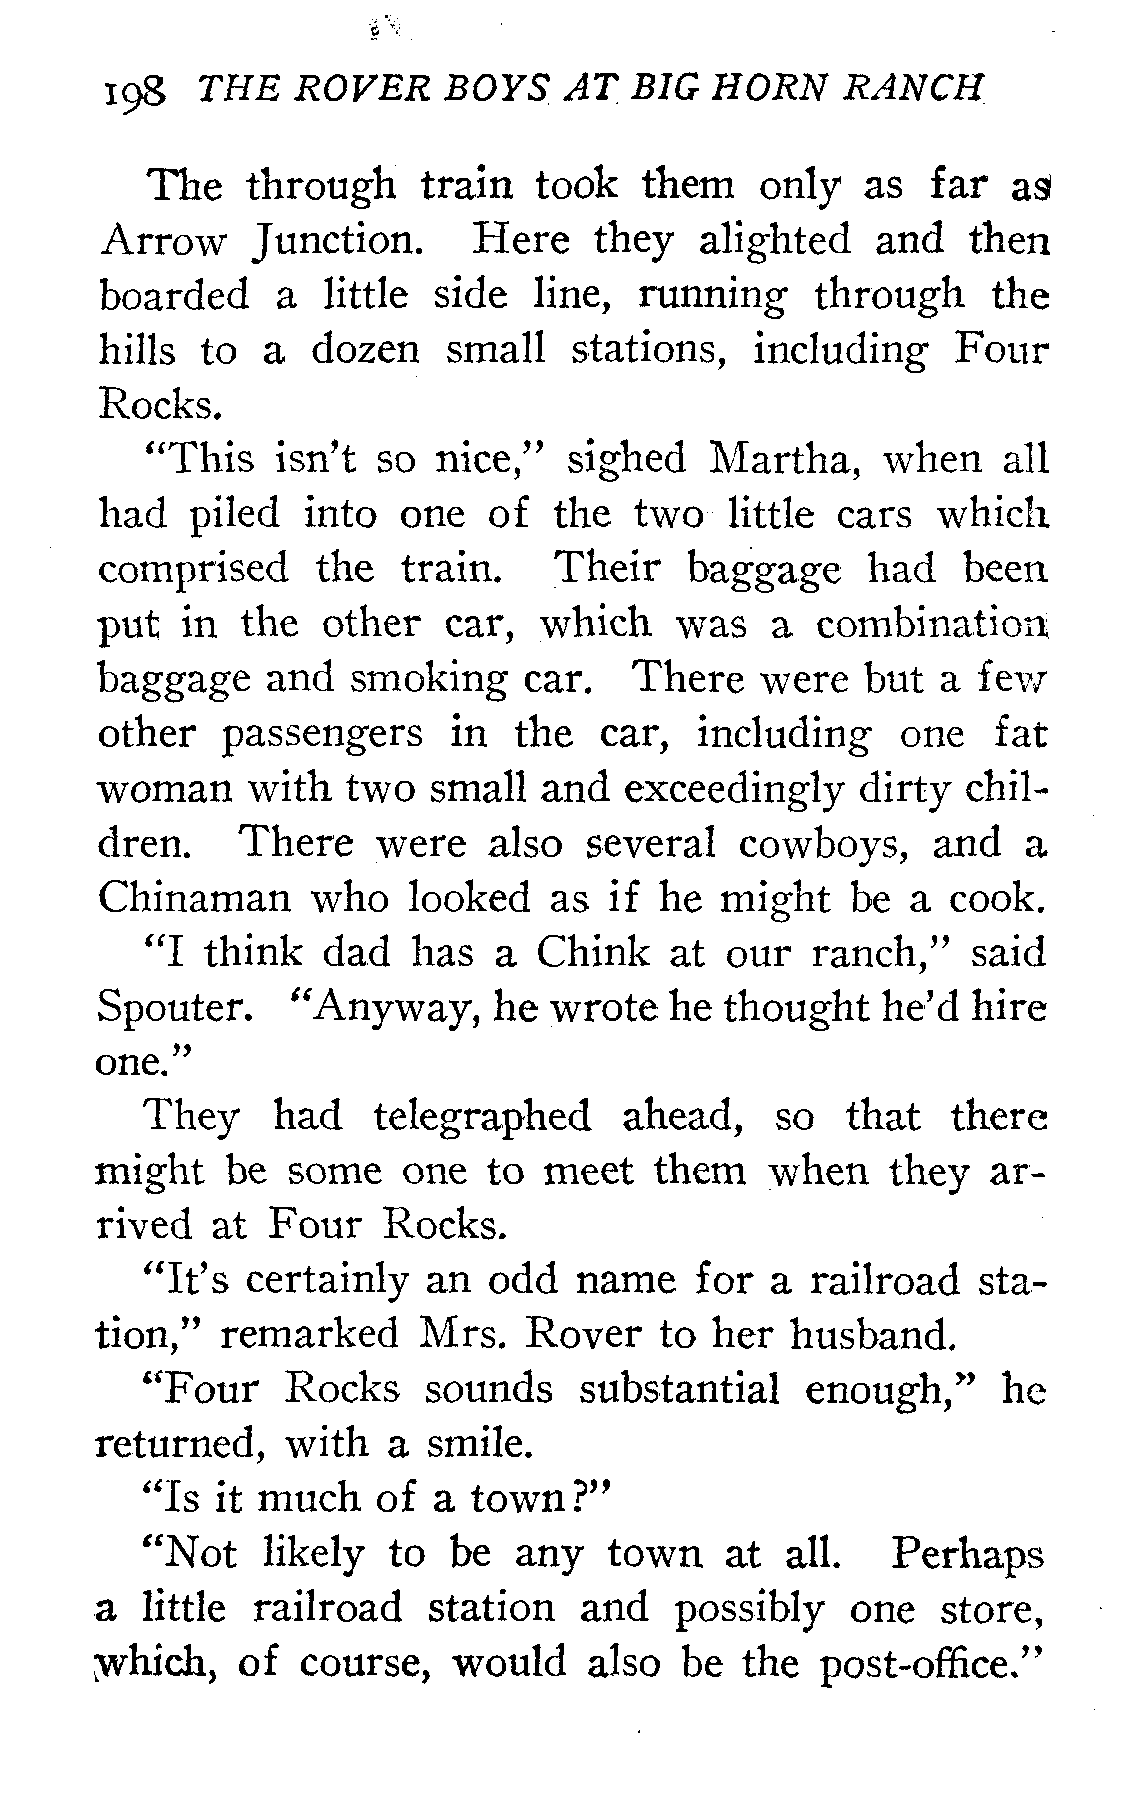 198 THE ROVER BOYS AT BIG HORN RANCH
The through train took them only as far as
Arrow Junction. Here they alighted and then
boarded a little side line, running through the
hills to a dozen small stations, including Four
Rocks.
"This isn't so nice," sighed Martha, when all
had piled into one of the two little cars which
comprised the train. Their baggage had been
put in the other car, which was a combination
baggage and smoking car. There were but a few
other passengers in the car, including one fat
woman with two small and exceedingly dirty chil-
dren. There were also several cowboys, and a
Chinaman who looked as if he might be a cook.
"I think dad has a Chink at our ranch," said
Spouter. "Anyway, he wrote he thought he'd hire
one."
They had telegraphed ahead, so that there
might be some one to meet them when they ar-
rived at Four Rocks.
"It's certainly an odd name for a railroad sta-
tion," remarked Mrs. Rover to her husband.
"Four Rocks sounds substantial enough," he
returned, with a smile.
"Is it much of a town?"
"Not likely to be any town at all. Perhaps
a little railroad station and possibly one store,
which, of course, would also be the post-office."